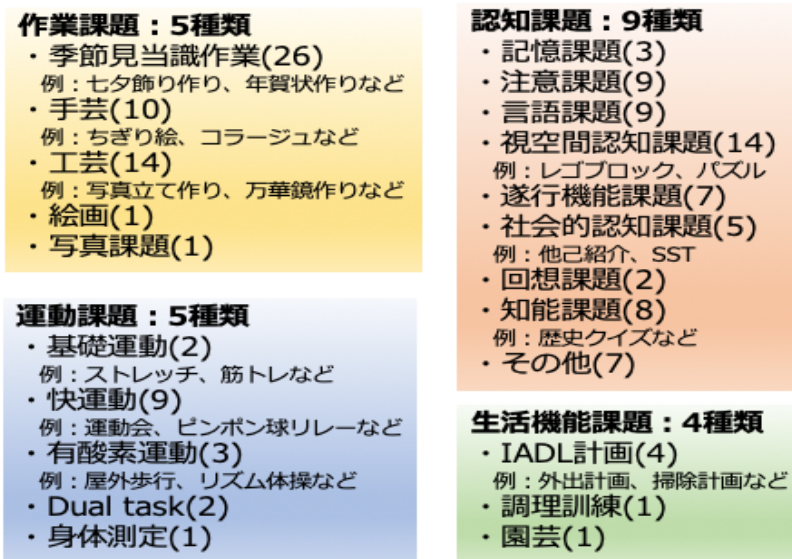 作業課題：5種類
・季節見当識作業(26)
例：七夕飾り作り、年賀状作りなど
・手芸(10)
例：ちぎり絵、コラージュなど
・工芸(14)
例：写真立て作り、万華鏡作りなど
・絵画(1)
・写真課題(1)
運動課題：5種類
・基礎運動(2)
例：ストレッチ、筋トレなど
・快運動(9)
例：運動会、ピンポン球リレーなど
・有酸素運動(3)
例：屋外歩行、リズム体操など
・Dual task(2)
・身体測定(1)
認知課題：9種類
・記憶課題(3)
・注意課題(9)
・言語課題(9)
・視空間認知課題(14)
例：レゴブロック、パズル
・遂行機能課題(7)
・社会的認知課題(5)
例：他己紹介、SST
・回想課題(2)
・知能課題(8)
例：歴史クイズなど
・その他(7)
生活機能課題：4種類
・IADL計画(4)
例：外出計画、掃除計画など
・調理訓練(1)
・園芸(1)